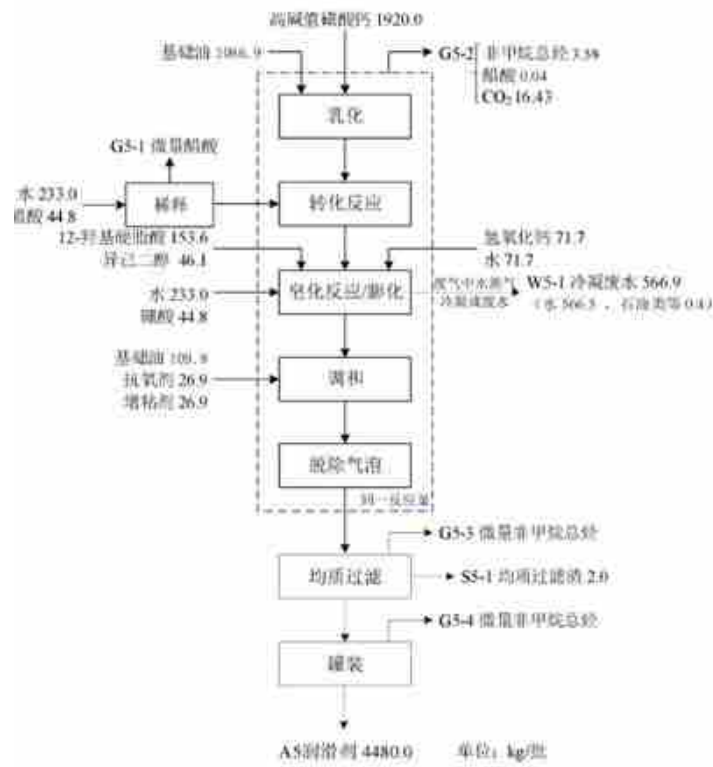 高碱值磺酸钙 1920.0
基础油 1066.9
G5-2 非甲烷总烃 3.59
醋酸 0.04
CO₂ 16.43
乳化
G5-1 微量醋酸
水 233.0
醋酸 44.8
稀释
转化反应
12-羟基硬脂酸 153.6
异己二醇 46.1
氢氧化钙 71.7
水 71.7
水 233.0
硼酸 44.8
皂化反应/膨化
废气中水蒸气
冷凝成废水
W5-1 冷凝废水 566.9
（水 566.5 、石油类等 0.4）
基础油
抗氧剂 26.9
增粘剂 26.9
调和
脱除气泡
同一反应釜
G5-3 微量非甲烷总烃
均质过滤
S5-1 均质过滤渣 2.0
G5-4 微量非甲烷总烃
罐装
A5润滑剂 4480.0
单位：kg/批